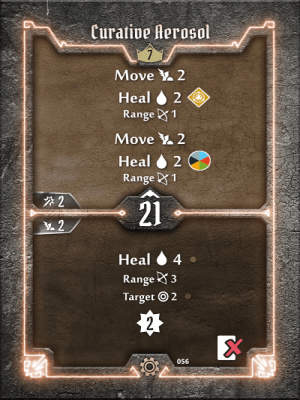 Curative Aerosol
7
Move 2
Heal 2
Range 1
Move 2
Heal 2
Range 1
2
21
2
Heal 4
Range 3
Target 2
2
056